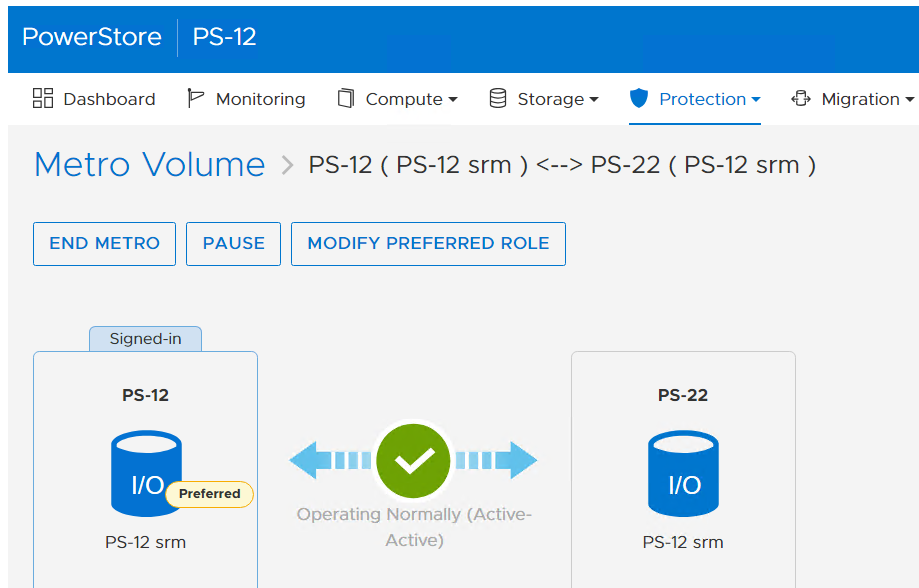 PowerStore PS-12
Dashboard Monitoring Compute Storage Protection Migration
Metro Volume > PS-12 ( PS-12 srm ) <--> PS-22 ( PS-12 srm )
END METRO PAUSE MODIFY PREFERRED ROLE
Signed-in
PS-12
I/O
Preferred
PS-12 srm
Operating Normally (Active-
Active)
PS-22
I/O
PS-12 srm